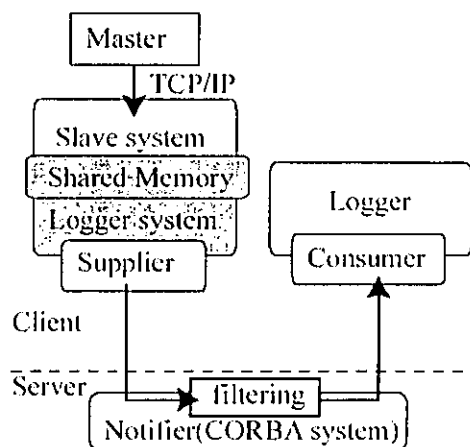 Master
TCP/IP
Slave system
Shared Memory
Logger system
Supplier
Logger
Consumer
Client
Server
filtering
Notifier(CORBA system)